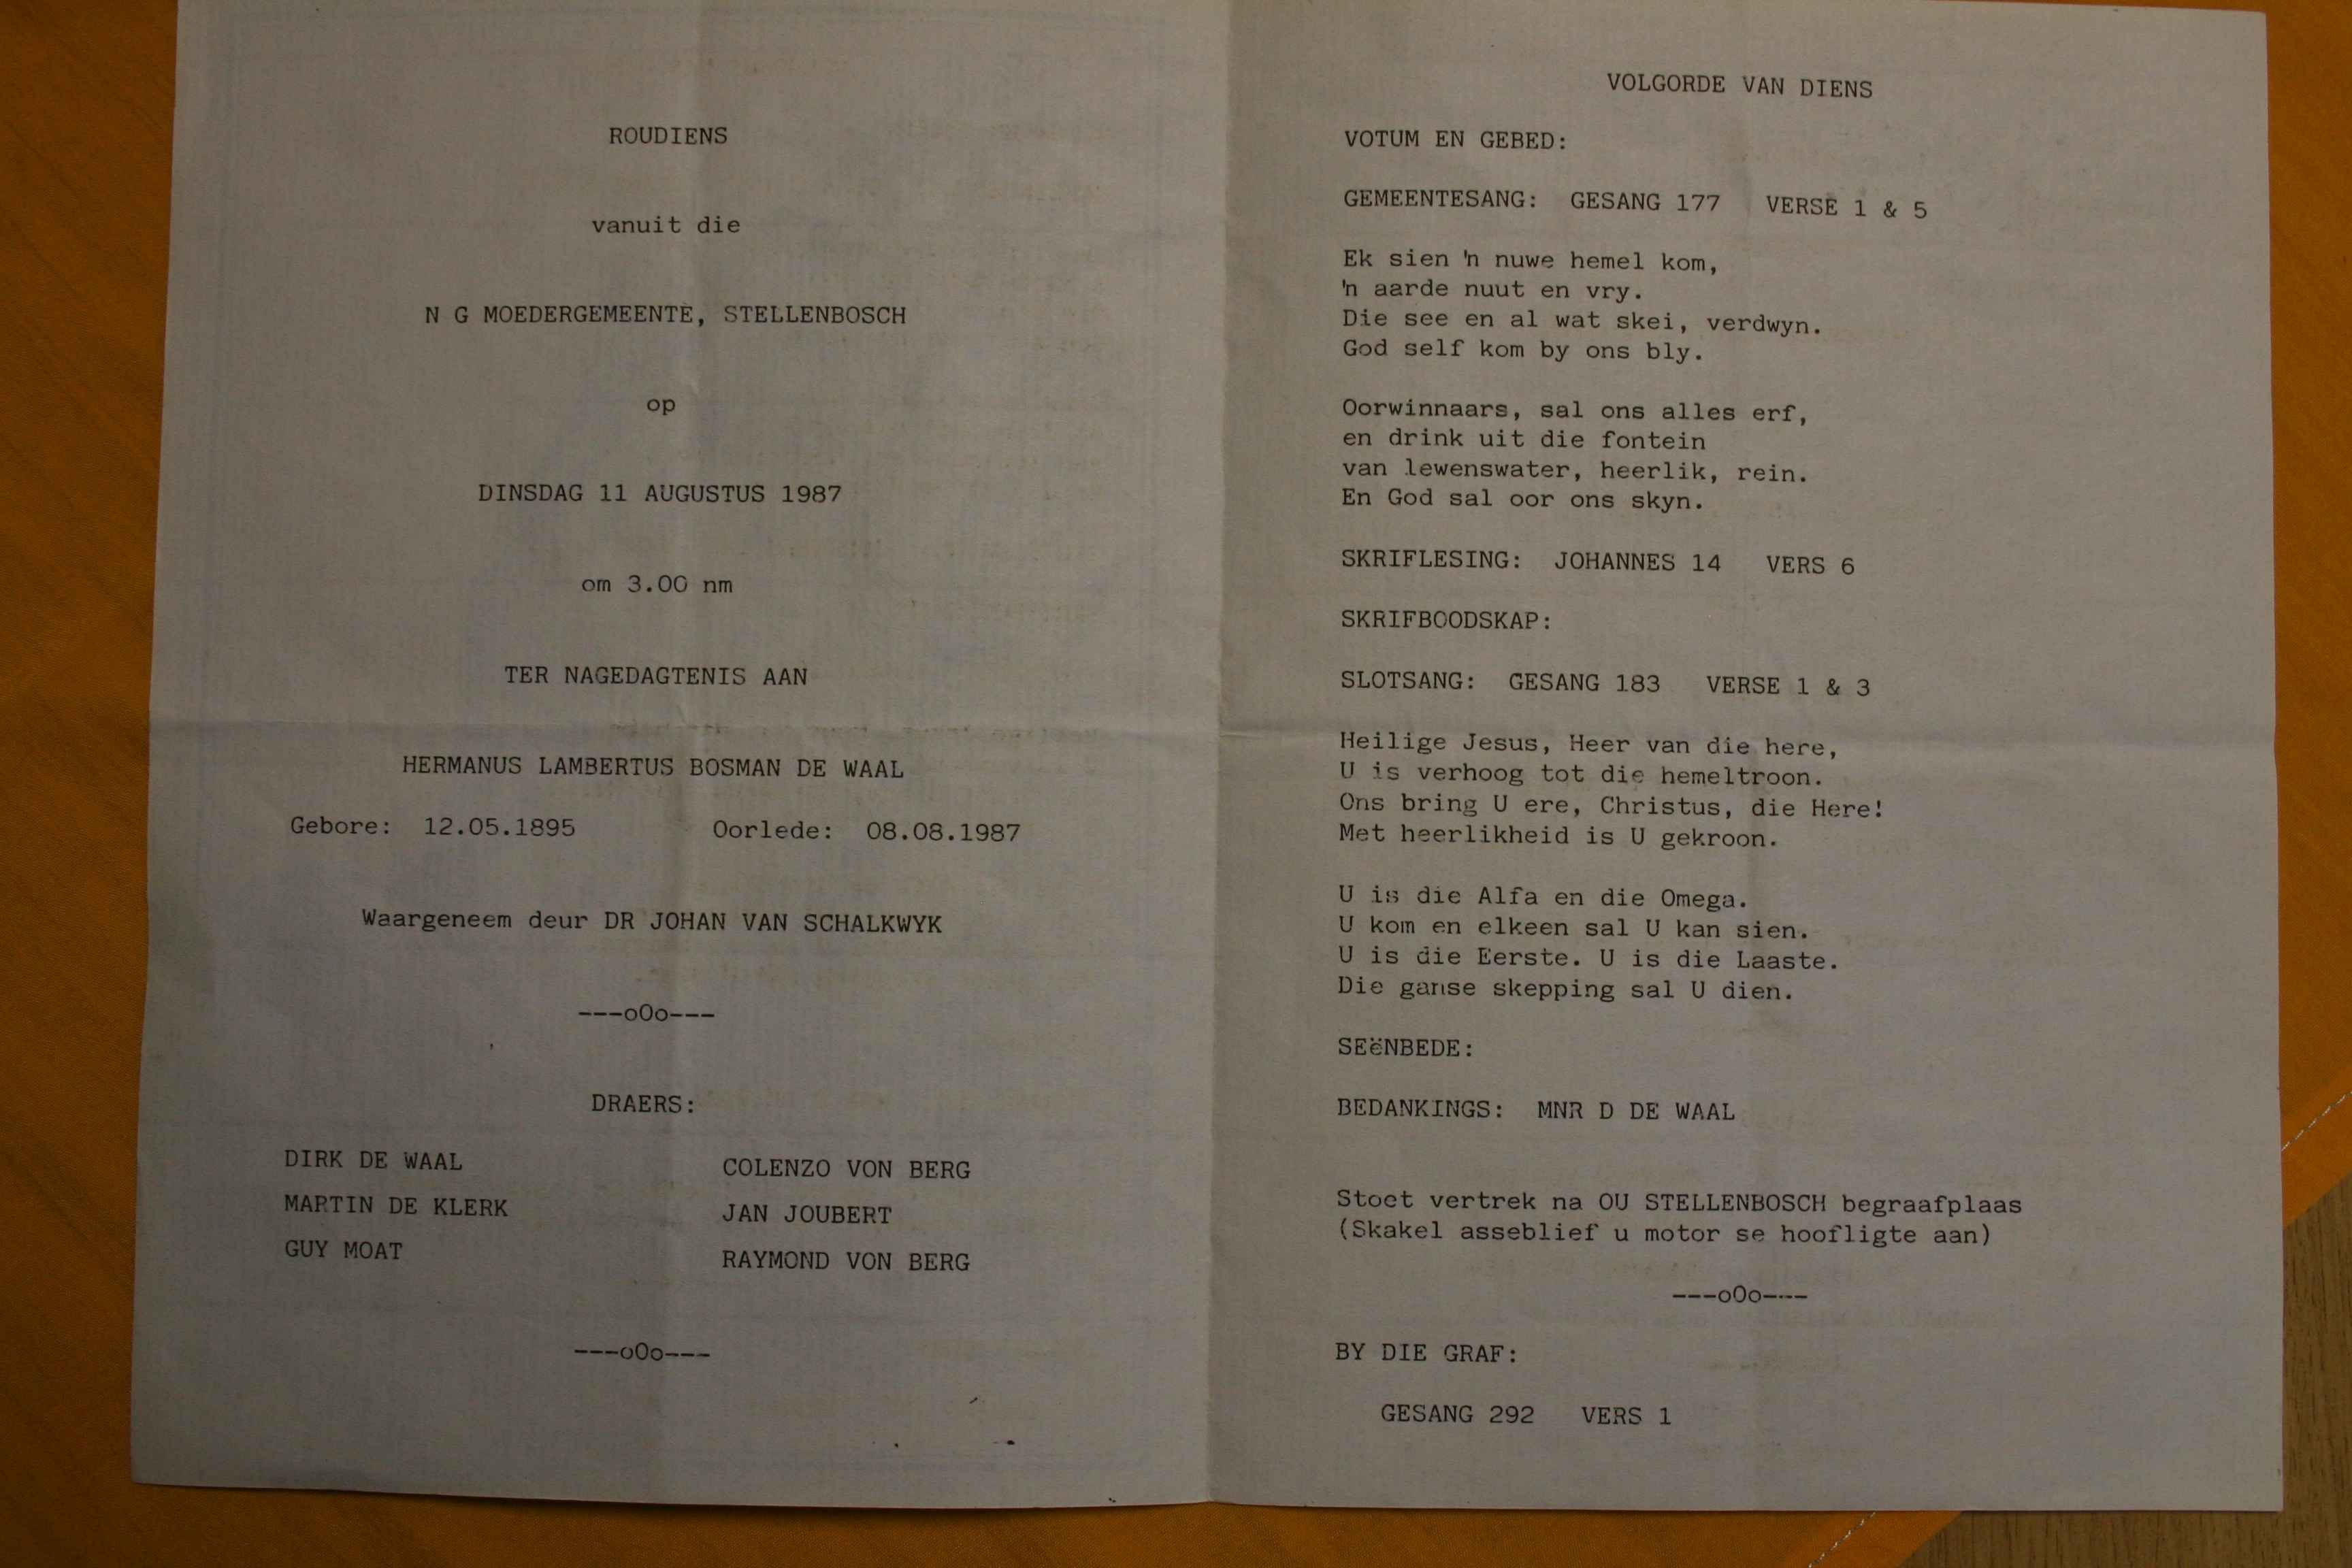 ROUDIENS
vanuit die
N G MOEDERGEMEENTE, STELLENBOSCH
op
DINSDAG 11 AUGUSTUS 1987
om 3.00 nm
TER NAGEDAGTENIS AAN
HERMANUS LAMBERTUS BOSMAN DE WAAL
Gebore: 12.05.1895 Oorlede: 08.08.1987
Waargeneem deur DR JOHAN VAN SCHALKWYK
---oOo---
DRAERS:
DIRK DE WAAL COLENZO VON BERG
MARTIN DE KLERK JAN JOUBERT
GUY MOAT RAYMOND VON BERG
---oOo---
VOLGORDE VAN DIENS
VOTUM EN GEBED:
GEMEENTESANG: GESANG 177 VERSE 1 & 5
Ek sien 'n nuwe hemel kom,
'n aarde nuut en vry.
Die see en al wat skei, verdwyn.
God self kom by ons bly.
Oorwinnaars, sal ons alles erf,
en drink uit die fontein
van lewenswater, heerlik, rein.
En God sal oor ons skyn.
SKRIFLESING: JOHANNES 14 VERS 6
SKRIFBOODSKAP:
SLOTSANG: GESANG 183 VERSE 1 & 3
Heilige Jesus, Heer van die here,
U is verhoog tot die hemeltroon.
Ons bring U ere, Christus, die Here!
Met heerlikheid is U gekroon.
U is die Alfa en die Omega.
U kom en elkeen sal U kan sien.
U is die Eerste. U is die Laaste.
Die ganse skepping sal U dien.
SEëNBEDE:
BEDANKINGS: MNR D DE WAAL
Stoet vertrek na OU STELLENBOSCH begraafplaas
(Skakel asseblief u motor se hoofligte aan)
---oOo----
BY DIE GRAF:
GESANG 292 VERS 1